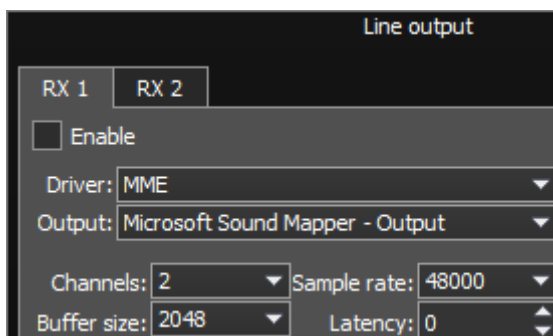 Line output
RX 1 RX 2
Enable
Driver: MME
Output: Microsoft Sound Mapper - Output
Channels: 2 Sample rate: 48000
Buffer size: 2048 Latency: 0